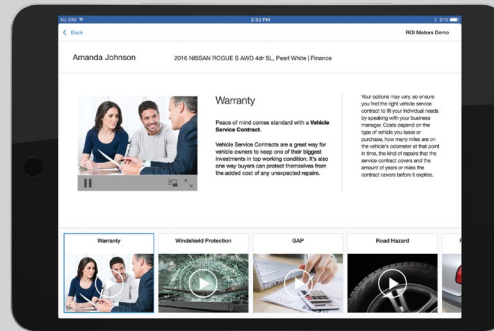 No SIM
2:33 PM
91%
Back
ROI Motors Demo
Amanda Johnson
2016 NISSAN ROGUE S AWD 4dr SL, Pearl White | Finance
Warranty
Peace of mind comes standard with a Vehicle
Service Contract.
Vehicle Service Contracts are a great way for
vehicle owners to keep one of their biggest
investments in top working condition. It's also
one way buyers can protect themselves from
the added cost of any unexpected repairs.
Your options may vary, so ensure
you find the right vehicle service
contract to fill your individual needs
by speaking with your business
manager. Costs depend on the
type of vehicle you lease or
purchase, how many miles are on
the vehicle's odometer at that point
in time, the kind of repairs that the
service contract covers and the
amount of years or miles the
contract covers before it expires.
Warranty
Windshield Protection
GAP
Road Hazard